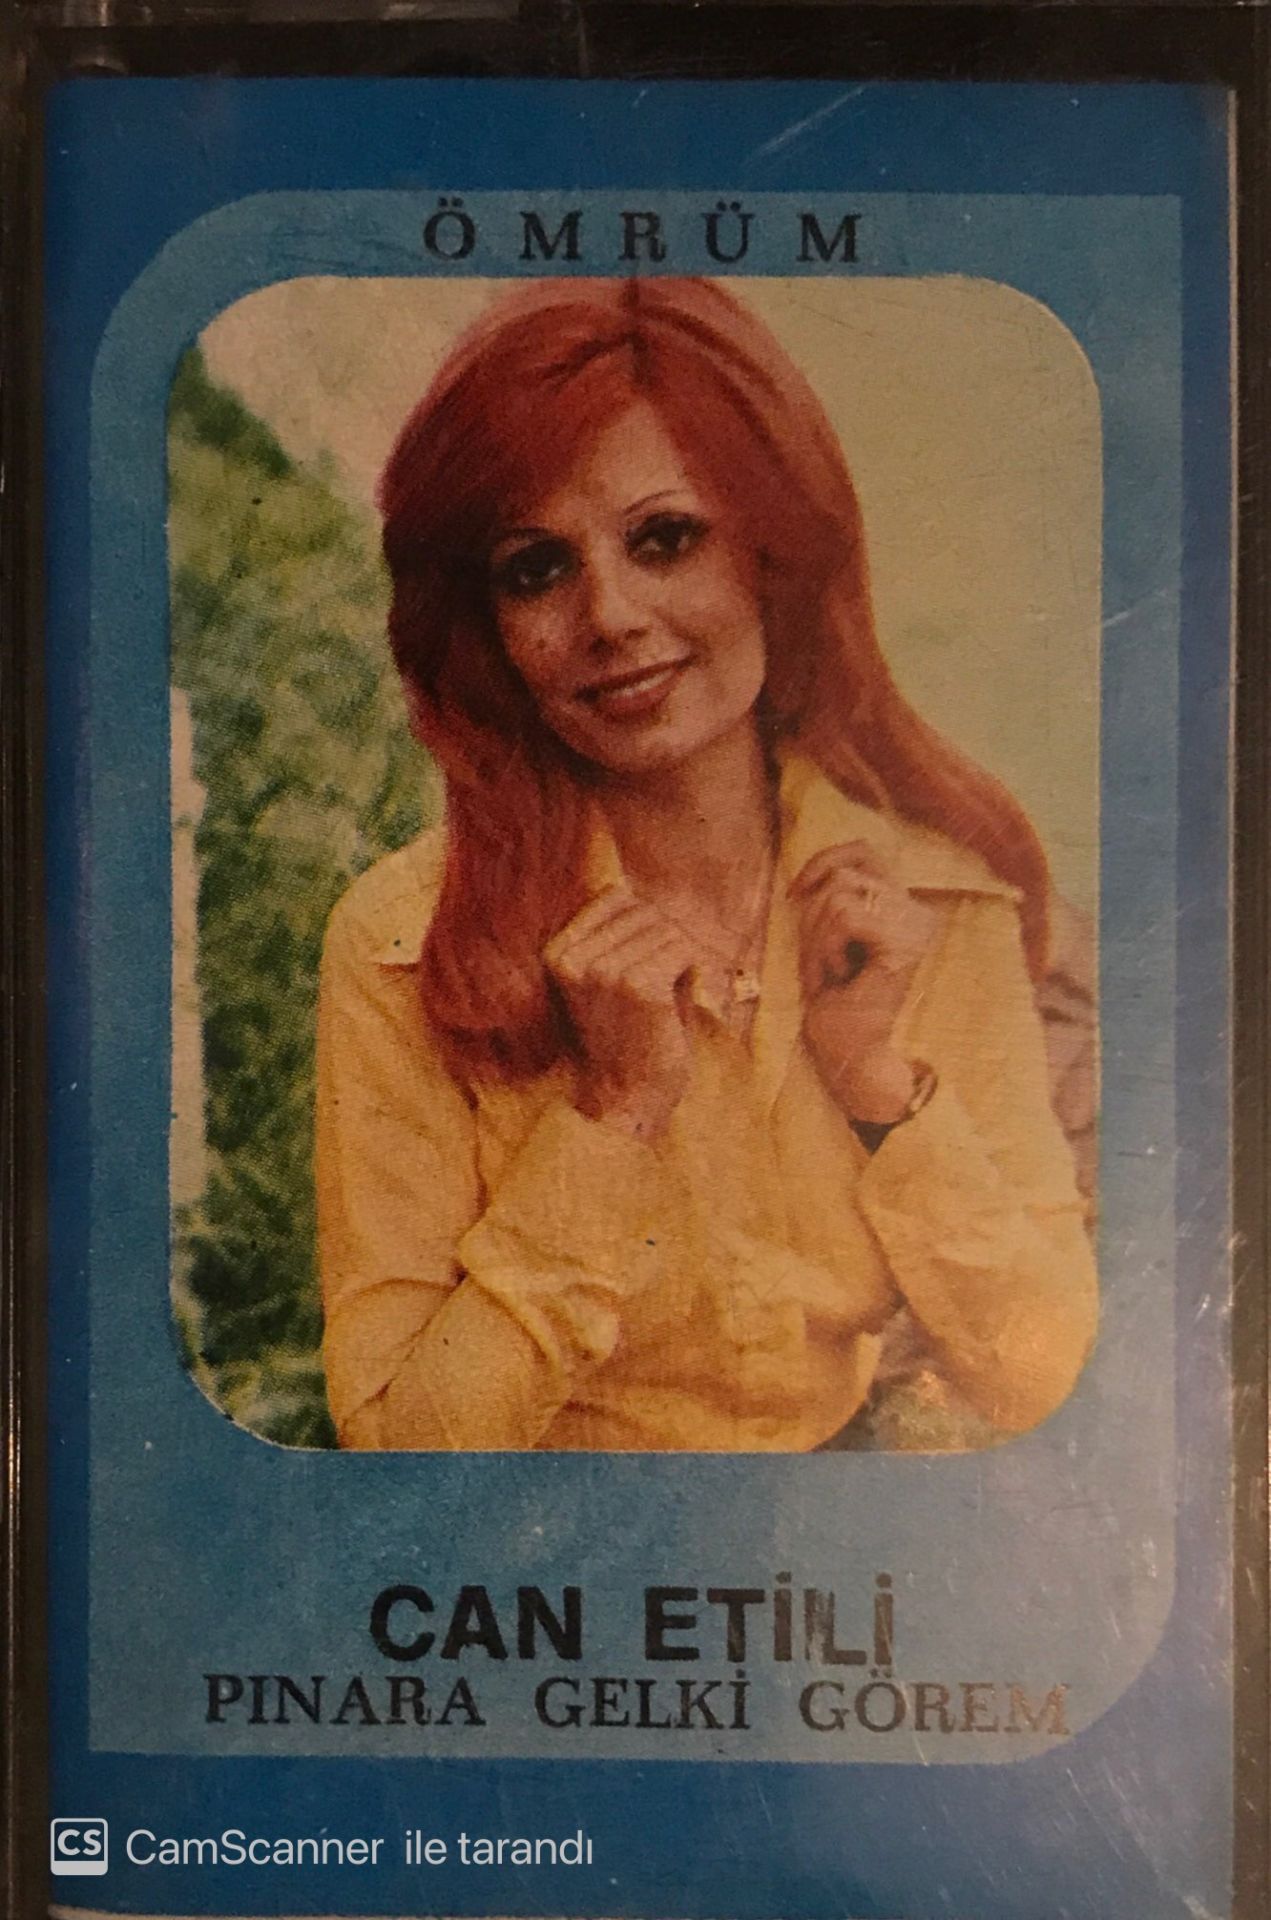 ÖMRÜM
CAN ETİLİ
PINARA GELKİ GÖREM
CS CamScanner ile tarandı